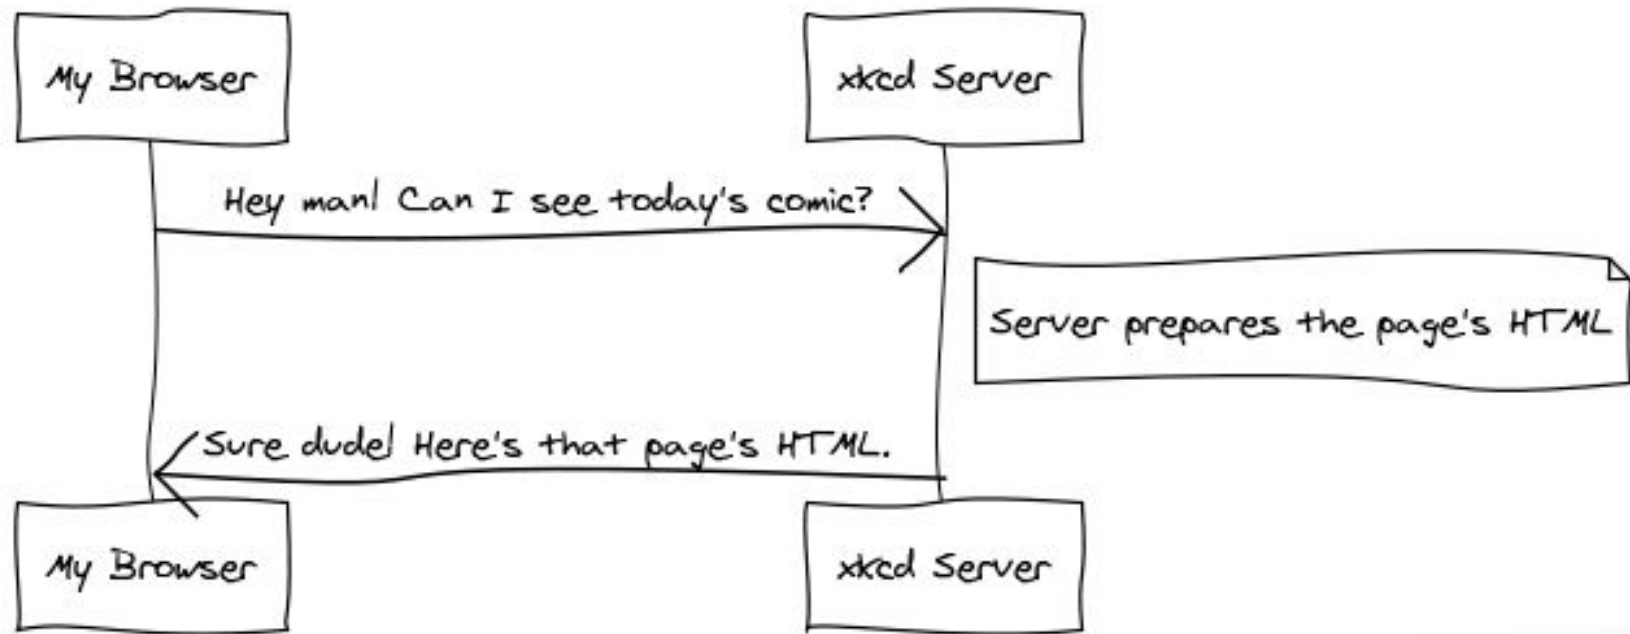 My Browser
xkcd Server
Hey man! Can I see today's comic?
Server prepares the page's HTML
Sure dude! Here's that page's HTML.
My Browser
xkcd Server